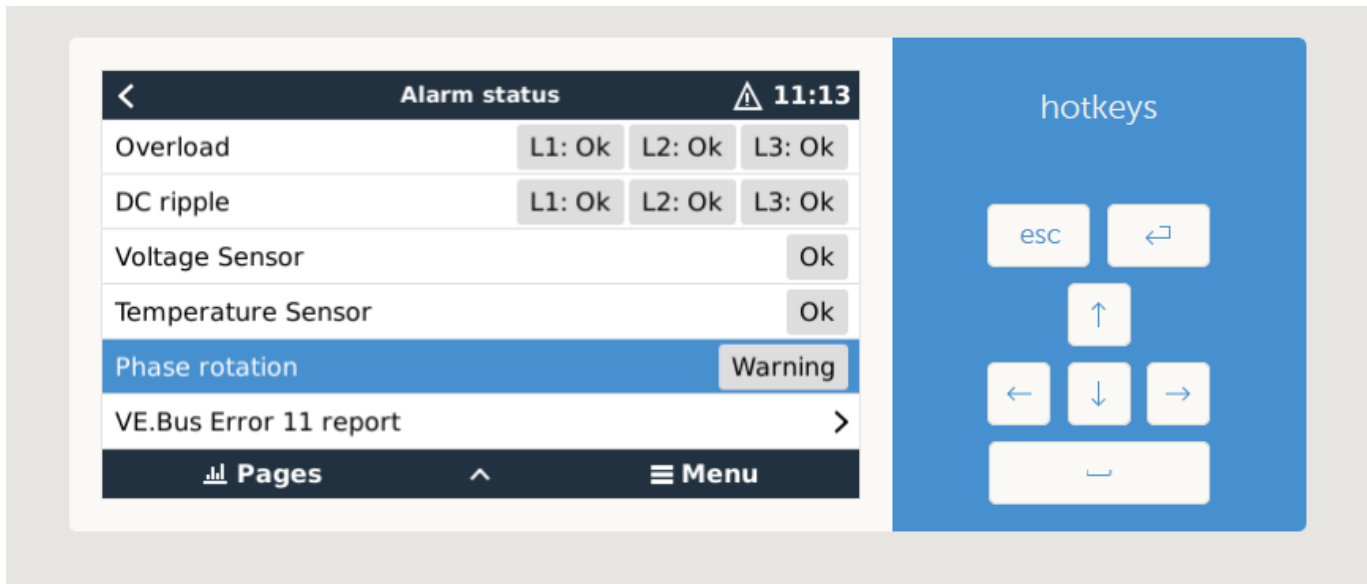 Alarm status 11:13
Overload L1: Ok L2: Ok L3: Ok
DC ripple L1: Ok L2: Ok L3: Ok
Voltage Sensor Ok
Temperature Sensor Ok
Phase rotation Warning
VE.Bus Error 11 report
Pages Menu
hotkeys
esc